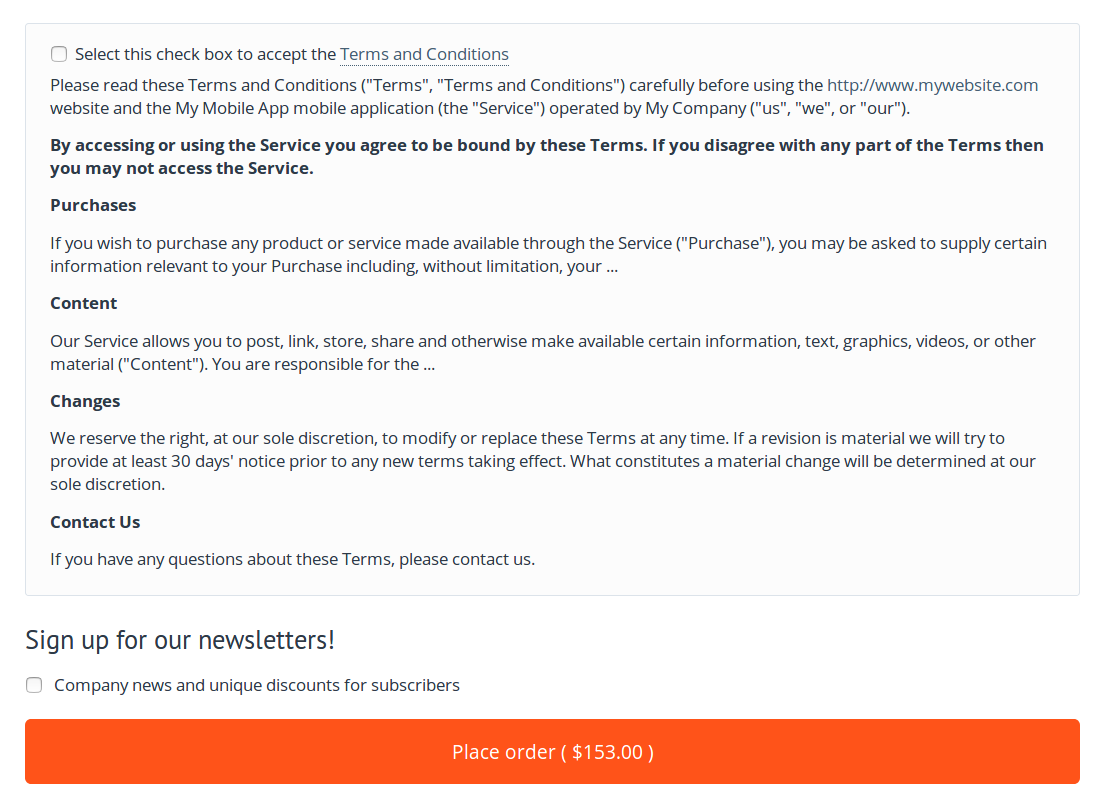 Select this check box to accept the Terms and Conditions
Please read these Terms and Conditions ("Terms", "Terms and Conditions") carefully before using the http://www.mywebsite.com
website and the My Mobile App mobile application (the "Service") operated by My Company ("us", "we", or "our").
By accessing or using the Service you agree to be bound by these Terms. If you disagree with any part of the Terms then
you may not access the Service.
Purchases
If you wish to purchase any product or service made available through the Service ("Purchase"), you may be asked to supply certain
information relevant to your Purchase including, without limitation, your ...
Content
Our Service allows you to post, link, store, share and otherwise make available certain information, text, graphics, videos, or other
material ("Content"). You are responsible for the ...
Changes
We reserve the right, at our sole discretion, to modify or replace these Terms at any time. If a revision is material we will try to
provide at least 30 days' notice prior to any new terms taking effect. What constitutes a material change will be determined at our
sole discretion.
Contact Us
If you have any questions about these Terms, please contact us.
Sign up for our newsletters!
Company news and unique discounts for subscribers
Place order ( $153.00 )